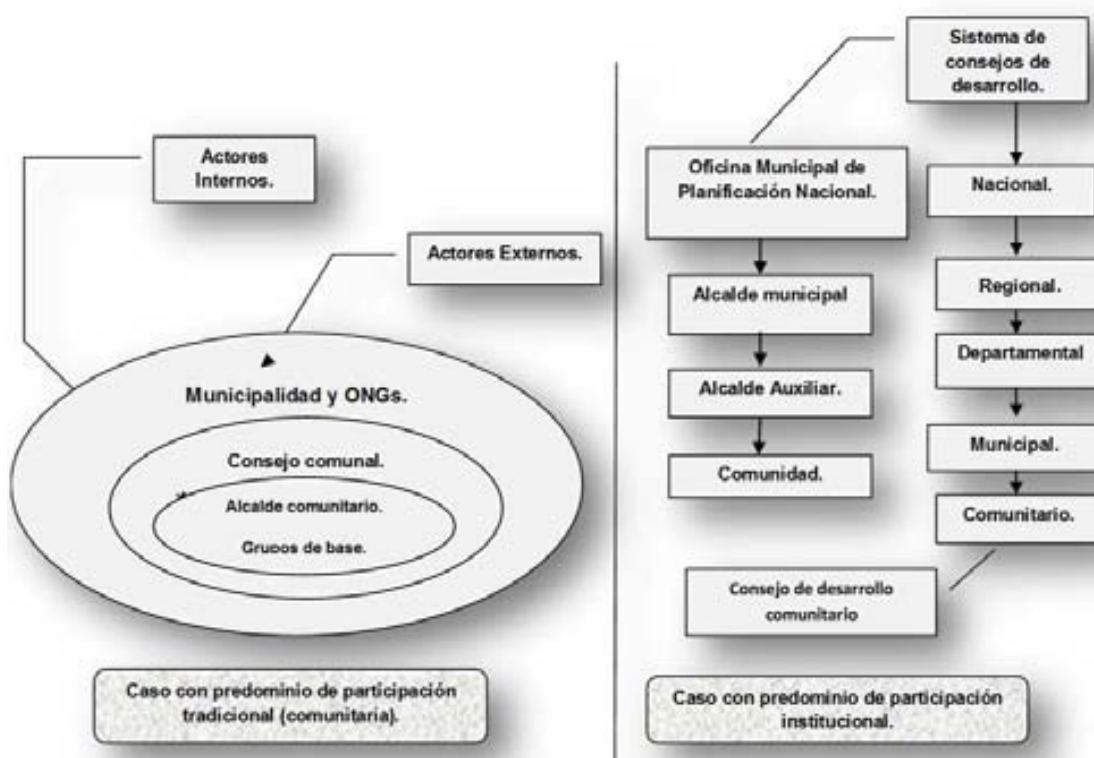 Actores
Internos.
Actores Externos.
Municipalidad y ONGs.
Consejo comunal.
Alcalde comunitario.
Grupos de base.
Caso con predominio de participación
tradicional (comunitaria).
Sistema de
consejos de
desarrollo.
Oficina Municipal de
Planificación Nacional.
Alcalde municipal
Alcalde Auxiliar.
Comunidad.
Nacional.
Regional.
Departamental
Municipal.
Comunitario.
Consejo de desarrollo
comunitario
Caso con predominio de participación
institucional.